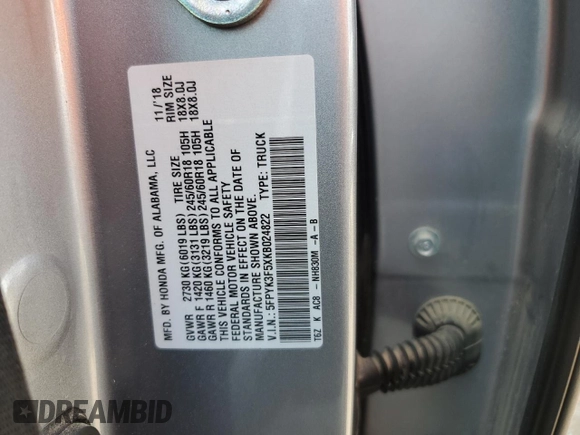 MFD. BY HONDA MFG. OF ALABAMA, LLC 11/'18
TIRE SIZE RIM SIZE
GVWR 2730 KG (6019 LBS)
GAWR F 1420 KG (3131 LBS) 245/60R18 105H 18X8.0J
GAWR R 1460 KG (3219 LBS) 245/60R18 105H 18X8.0J
THIS VEHICLE CONFORMS TO ALL APPLICABLE
FEDERAL MOTOR VEHICLE SAFETY
STANDARDS IN EFFECT ON THE DATE OF
MANUFACTURE SHOWN ABOVE.
V.I.N.: 5FPYK3F5XKB024822 TYPE: TRUCK
T6Z K AC8 - NH830M -A - B
DREAMBID